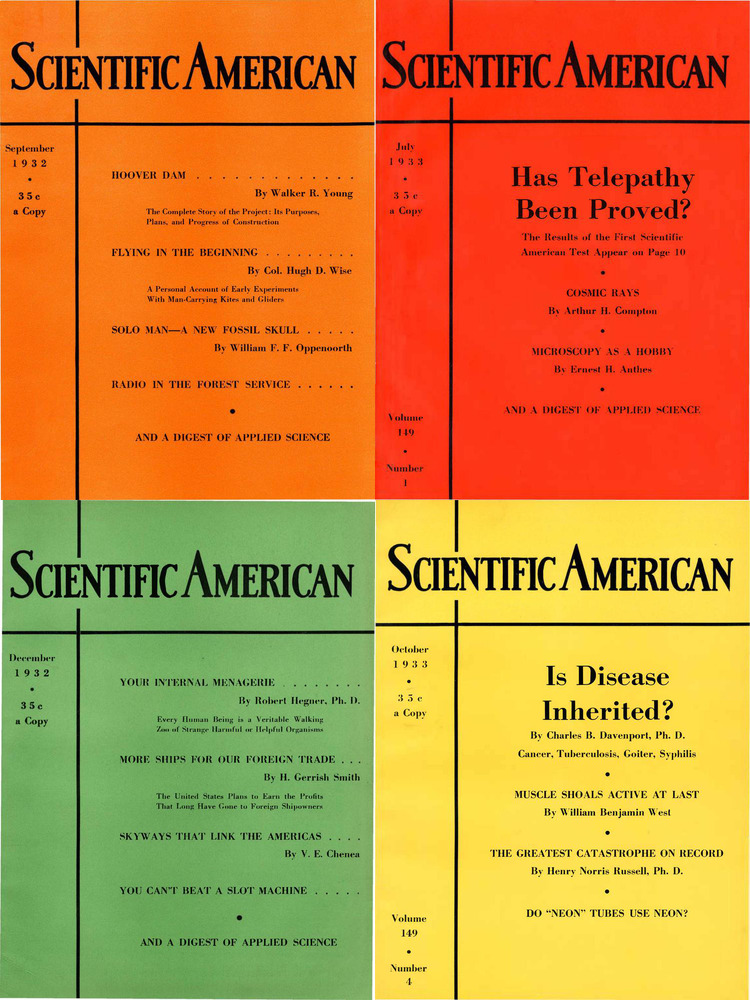 SCIENTIFIC AMERICAN
September
1932
35c
a Copy
HOOVER DAM . . . . . . . . . . . . .
By Walker R. Young
The Complete Story of the Project: Its Purposes,
Plans, and Progress of Construction
FLYING IN THE BEGINNING . . . . . . . . .
By Col. Hugh D. Wise
A Personal Account of Early Experiments
With Man-Carrying Kites and Gliders
SOLO MAN—A NEW FOSSIL SKULL . . . . .
By William F. F. Oppenoorth
RADIO IN THE FOREST SERVICE . . . . . .
AND A DIGEST OF APPLIED SCIENCE
SCIENTIFIC AMERICAN
July
1933
35c
a Copy
Has Telepathy
Been Proved?
The Results of the First Scientific
American Test Appear on Page 10
COSMIC RAYS
By Arthur H. Compton
MICROSCOPY AS A HOBBY
By Ernest H. Anthes
AND A DIGEST OF APPLIED SCIENCE
Volume
149
Number
1
SCIENTIFIC AMERICAN
December
1932
35c
a Copy
YOUR INTERNAL MENAGERIE . . . . . . . .
By Robert Hegner, Ph. D.
Every Human Being is a Veritable Walking
Zoo of Strange Harmful or Helpful Organisms
MORE SHIPS FOR OUR FOREIGN TRADE . . .
By H. Gerrish Smith
The United States Plans to Earn the Profits
That Long Have Gone to Foreign Shipowners
SKYWAYS THAT LINK THE AMERICAS . . . .
By V. E. Chenea
YOU CAN'T BEAT A SLOT MACHINE . . . . .
AND A DIGEST OF APPLIED SCIENCE
SCIENTIFIC AMERICAN
October
1933
35c
a Copy
Is Disease
Inherited?
By Charles B. Davenport, Ph. D.
Cancer, Tuberculosis, Goiter, Syphilis
MUSCLE SHOALS ACTIVE AT LAST
By William Benjamin West
THE GREATEST CATASTROPHE ON RECORD
By Henry Norris Russell, Ph. D.
DO "NEON" TUBES USE NEON?
Volume
149
Number
4